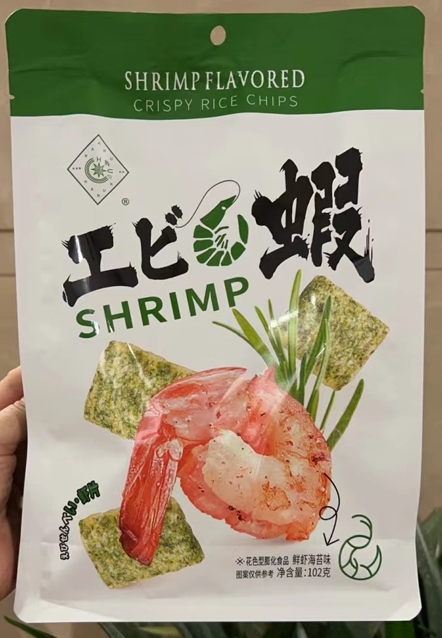 SHRIMP FLAVORED
CRISPY RICE CHIPS
®
エビ 蝦
SHRIMP
※花色型膨化食品 鲜虾海苔味
图案仅供参考 净含量:102克